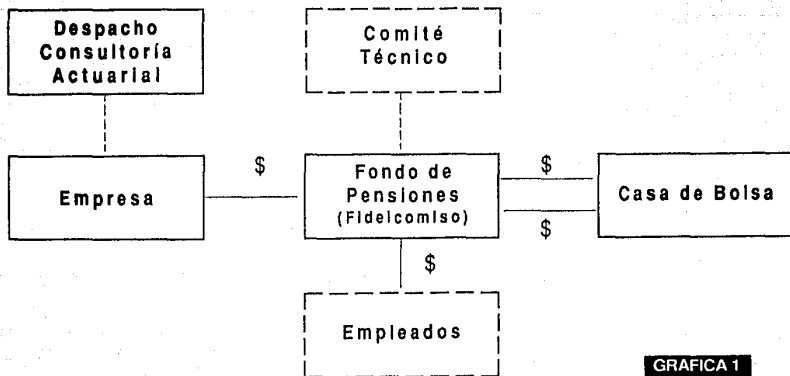 Despacho
Consultoría
Actuarial
Comité
Técnico
Empresa
$
Fondo de
Pensiones
(Fideicomiso)
$
$
Casa de Bolsa
$
Empleados
GRAFICA 1